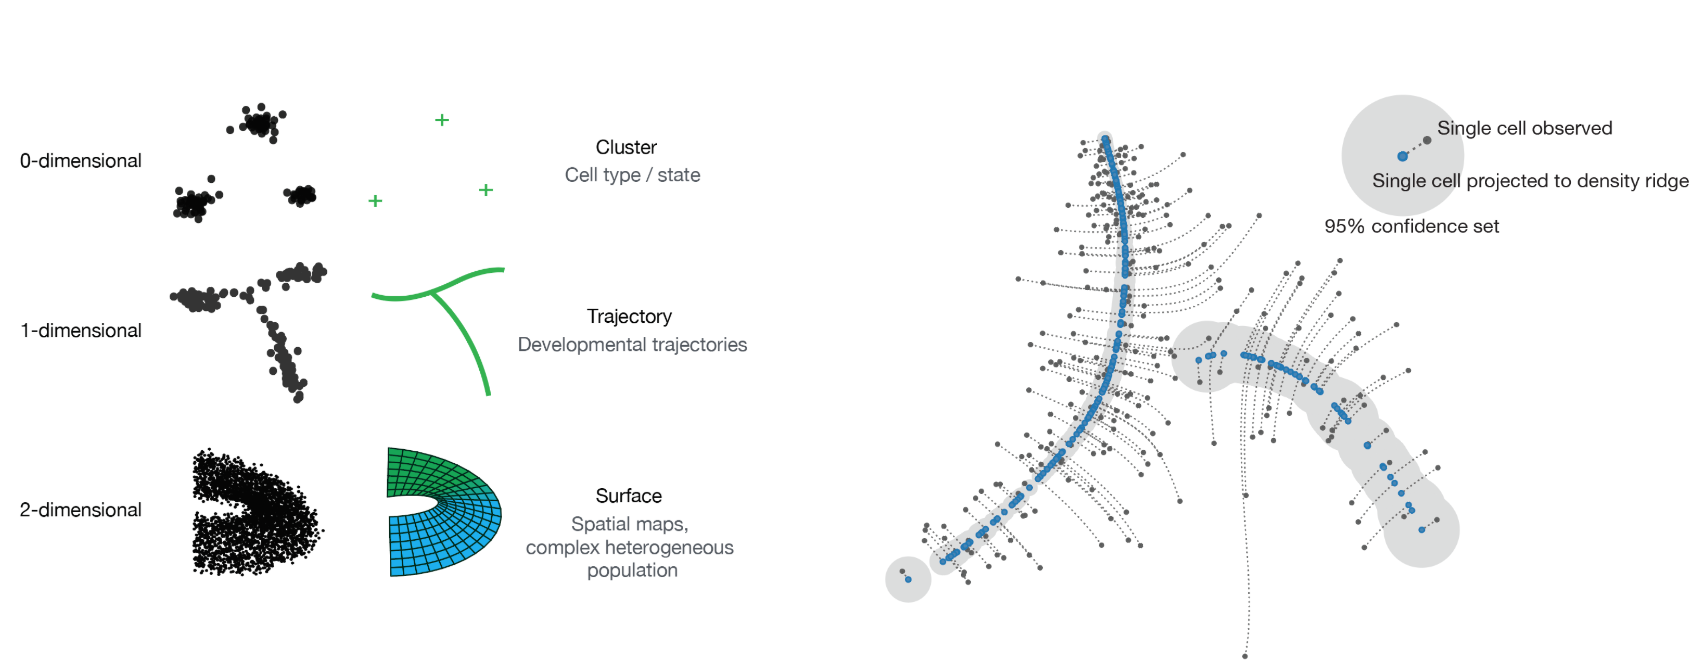 0-dimensional
Cluster
Cell type / state
1-dimensional
Trajectory
Developmental trajectories
2-dimensional
Surface
Spatial maps,
complex heterogeneous
population
Single cell observed
Single cell projected to density ridge
95% confidence set